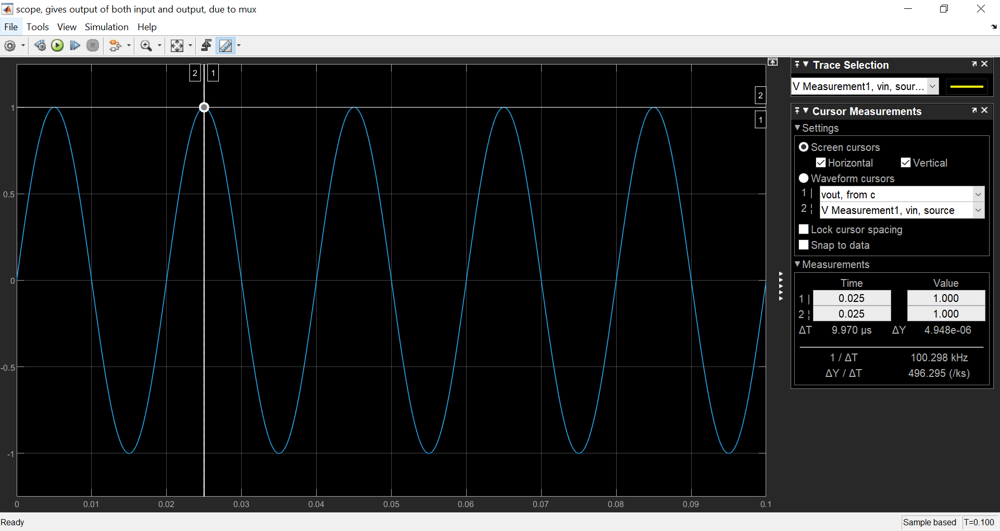 scope, gives output of both input and output, due to mux
File Tools View Simulation Help
2 1
2
1
1
0.5
0
-0.5
-1
0 0.01 0.02 0.03 0.04 0.05 0.06 0.07 0.08 0.09 0.1
Trace Selection
V Measurement1, vin, sour...
Cursor Measurements
Settings
Screen cursors
Horizontal Vertical
Waveform cursors
1 | vout, from c
2 ¦ V Measurement1, vin, source
Lock cursor spacing
Snap to data
Measurements
Time Value
1 | 0.025 1.000
2 ¦ 0.025 1.000
ΔT 9.970 µs ΔY 4.948e-06
1 / ΔT 100.298 kHz
ΔY / ΔT 496.295 (/ks)
Ready
Sample based T=0.100